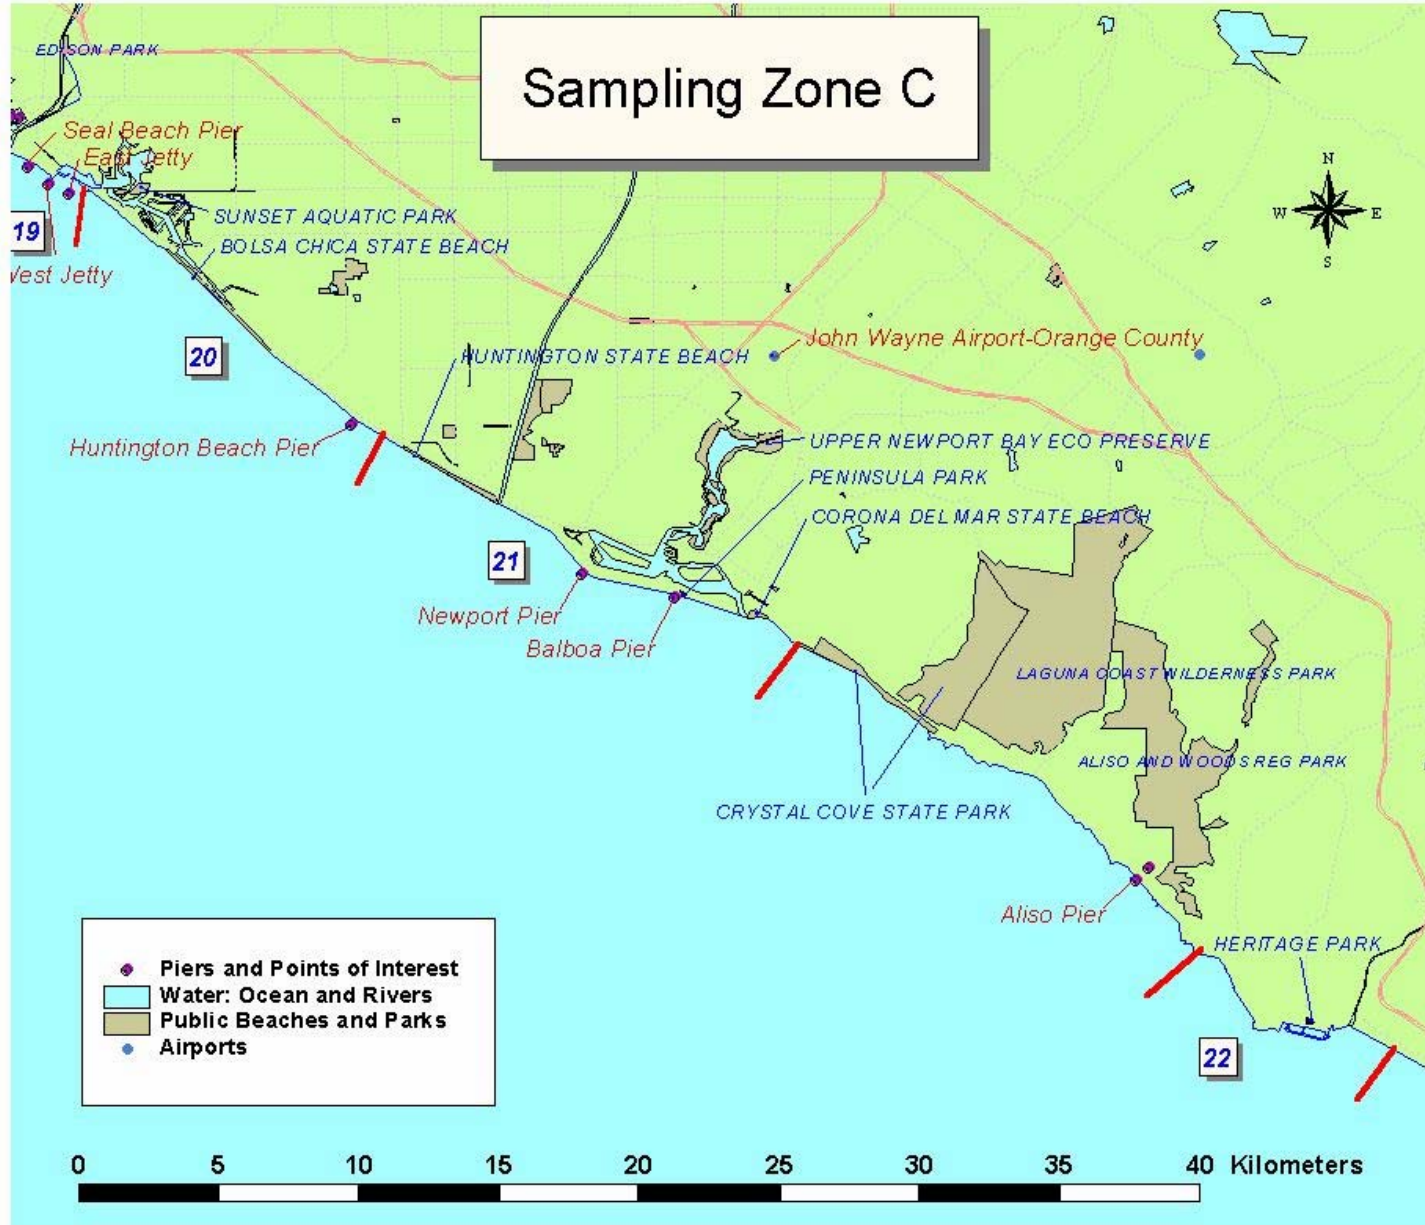 Sampling Zone C
EDISON PARK
Seal Beach Pier
East Jetty
N
W E
S
SUNSET AQUATIC PARK
19
BOLSA CHICA STATE BEACH
West Jetty
John Wayne Airport-Orange County
20
HUNTINGTON STATE BEACH
Huntington Beach Pier
UPPER NEWPORT BAY ECO PRESERVE
PENINSULA PARK
CORONA DEL MAR STATE BEACH
21
Newport Pier
Balboa Pier
LAGUNA COAST WILDERNESS PARK
ALISO AND WOODS REG PARK
CRYSTAL COVE STATE PARK
Aliso Pier
HERITAGE PARK
22
Piers and Points of Interest
Water: Ocean and Rivers
Public Beaches and Parks
Airports
0 5 10 15 20 25 30 35 40 Kilometers